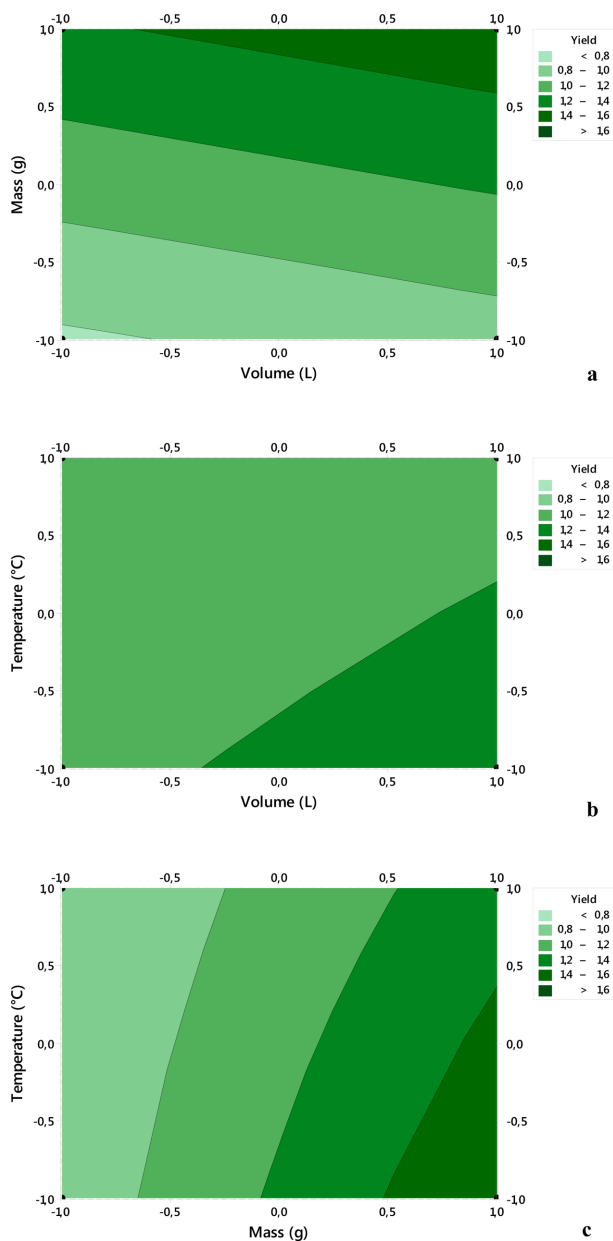 -1,0 -0,5 0,0 0,5 1,0
1,0 1,0
0,5 0,5
0,0 0,0
-0,5 -0,5
-1,0 -1,0
-1,0 -0,5 0,0 0,5 1,0
Mass (g)
Volume (L)
Yield
< 0,8
0,8 – 1,0
1,0 – 1,2
1,2 – 1,4
1,4 – 1,6
> 1,6
a
-1,0 -0,5 0,0 0,5 1,0
1,0 1,0
0,5 0,5
0,0 0,0
-0,5 -0,5
-1,0 -1,0
-1,0 -0,5 0,0 0,5 1,0
Temperature (°C)
Volume (L)
Yield
< 0,8
0,8 – 1,0
1,0 – 1,2
1,2 – 1,4
1,4 – 1,6
> 1,6
b
-1,0 -0,5 0,0 0,5 1,0
1,0 1,0
0,5 0,5
0,0 0,0
-0,5 -0,5
-1,0 -1,0
-1,0 -0,5 0,0 0,5 1,0
Temperature (°C)
Mass (g)
Yield
< 0,8
0,8 – 1,0
1,0 – 1,2
1,2 – 1,4
1,4 – 1,6
> 1,6
c